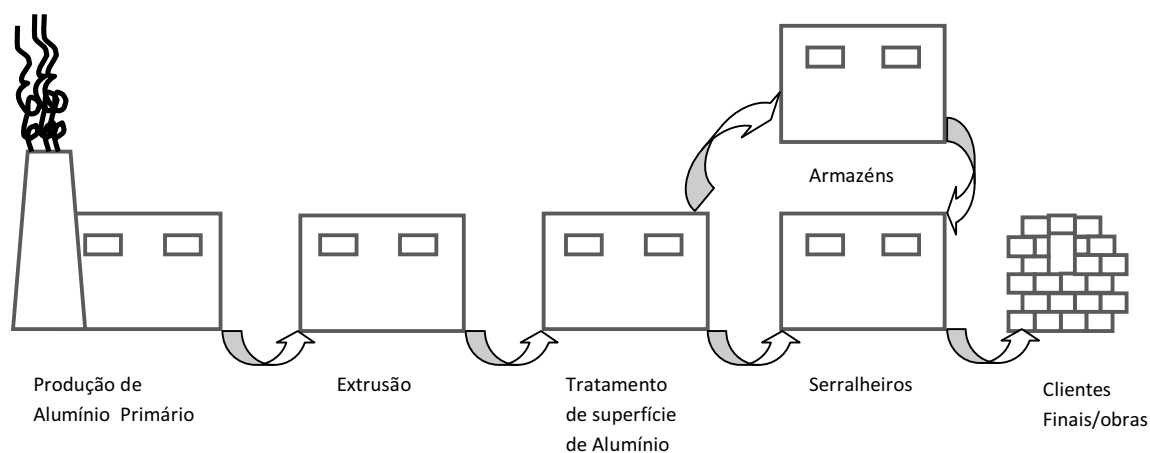 Armazéns
Produção de
Alumínio Primário
Extrusão
Tratamento
de superfície
de Alumínio
Serralheiros
Clientes
Finais/obras